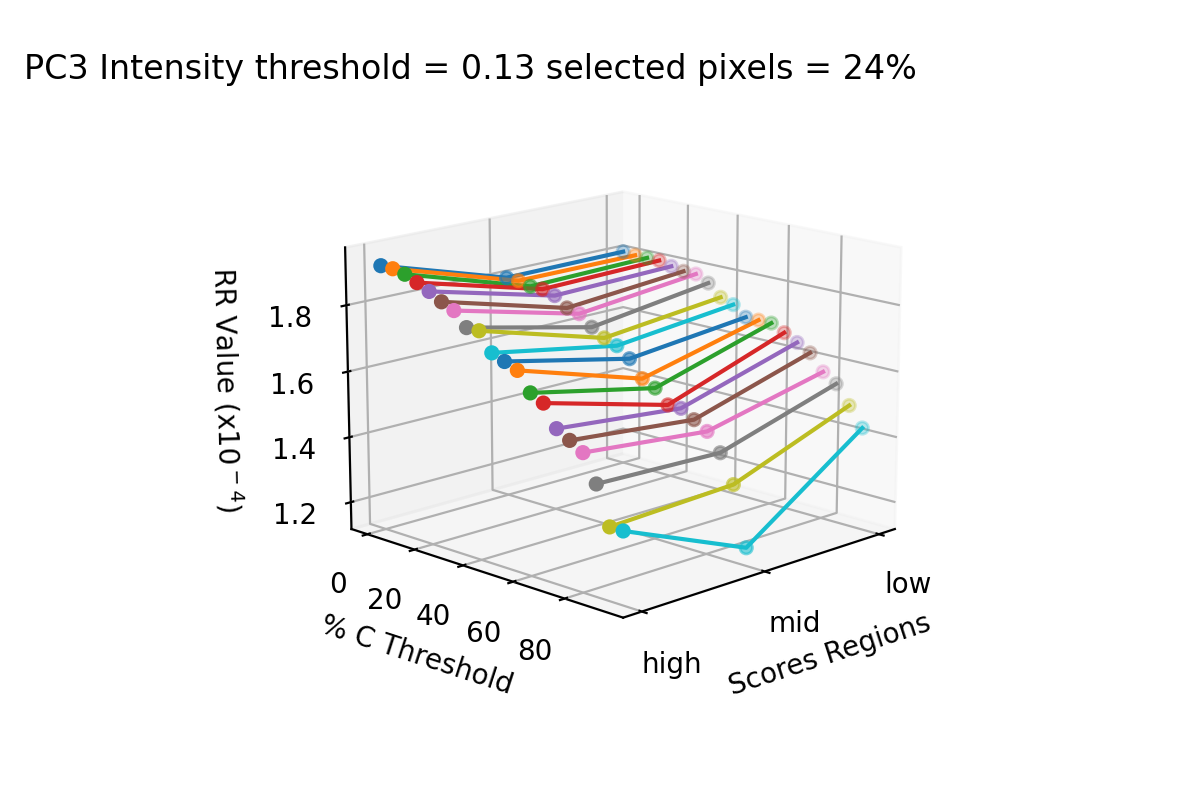 PC3 Intensity threshold = 0.13 selected pixels = 24%
RR Value (x10⁻⁴)
1.8
1.6
1.4
1.2
0
20
40
60
80
% C Threshold
high
mid
low
Scores Regions